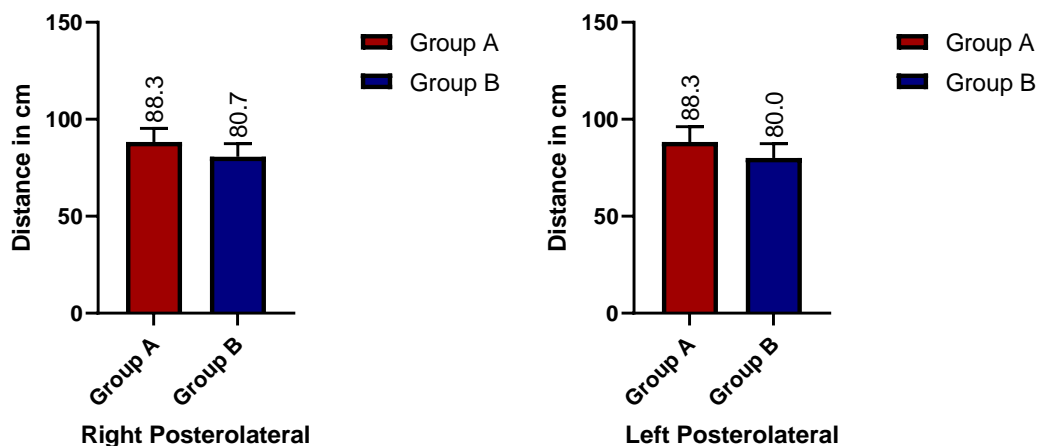 150
100
50
0
Distance in cm
88.3
80.7
Group A
Group B
Right Posterolateral
Group A
Group B
150
100
50
0
Distance in cm
88.3
80.0
Group A
Group B
Left Posterolateral
Group A
Group B